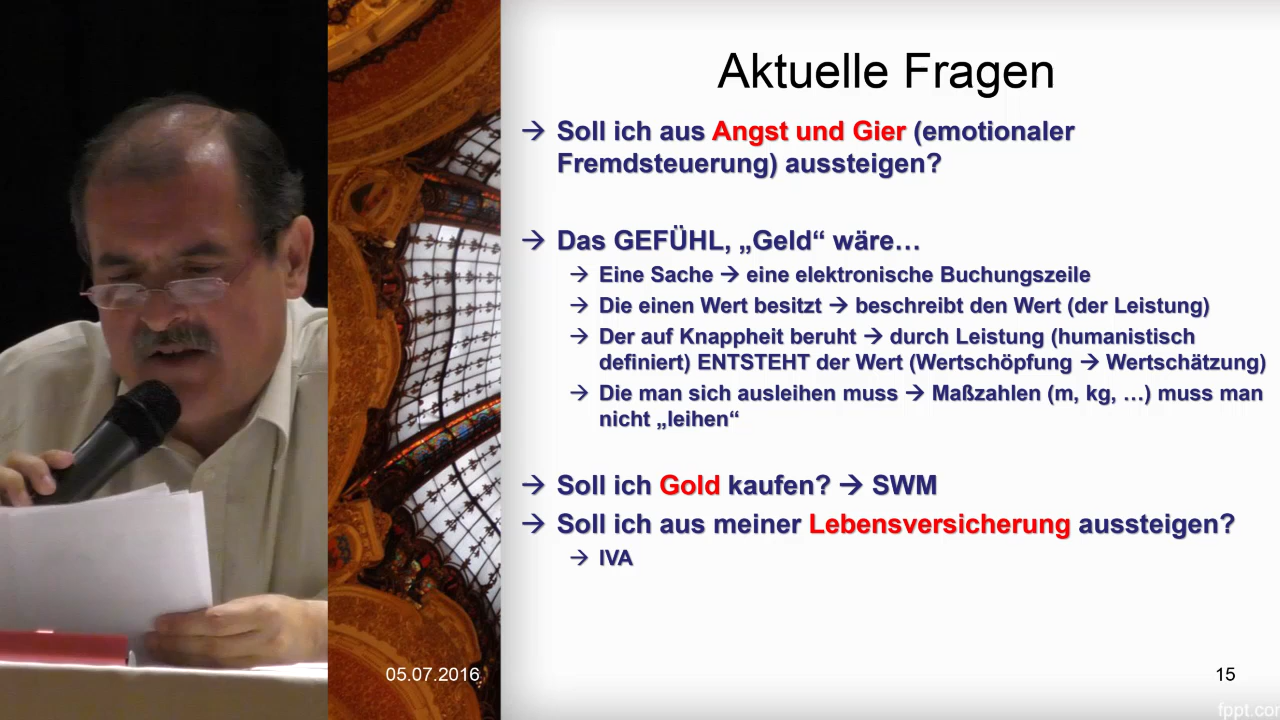 Aktuelle Fragen
→ Soll ich aus Angst und Gier (emotionaler
Fremdsteuerung) aussteigen?
→ Das GEFÜHL, „Geld“ wäre…
→ Eine Sache → eine elektronische Buchungszeile
→ Die einen Wert besitzt → beschreibt den Wert (der Leistung)
→ Der auf Knappheit beruht → durch Leistung (humanistisch
definiert) ENTSTEHT der Wert (Wertschöpfung → Wertschätzung)
→ Die man sich ausleihen muss → Maßzahlen (m, kg, …) muss man
nicht „leihen“
→ Soll ich Gold kaufen? → SWM
→ Soll ich aus meiner Lebensversicherung aussteigen?
→ IVA
05.07.2016
15
fppt.com